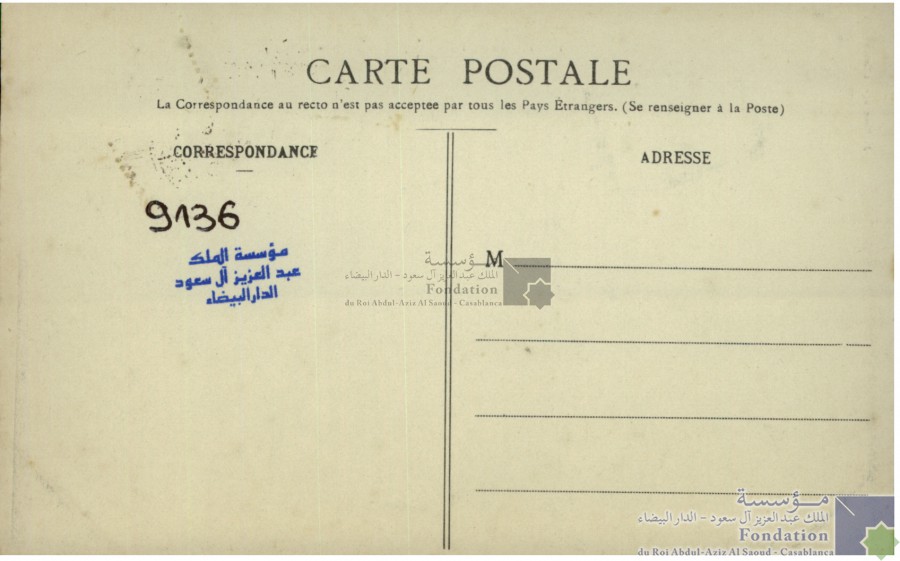 CARTE POSTALE
La Correspondance au recto n'est pas acceptee par tous les Pays Étrangers. (Se renseigner à la Poste)
CORRESPONDANCE
ADRESSE
9136
مؤسسة الملك
عبد العزيز آل سعود
الدار البيضاء
M
مؤسسة
الملك عبد العزيز آل سعود - الدار البيضاء
Fondation
du Roi Abdul-Aziz Al Saoud - Casablanca
مؤسسة
الملك عبد العزيز آل سعود - الدار البيضاء
Fondation
du Roi Abdul-Aziz Al Saoud - Casablanca